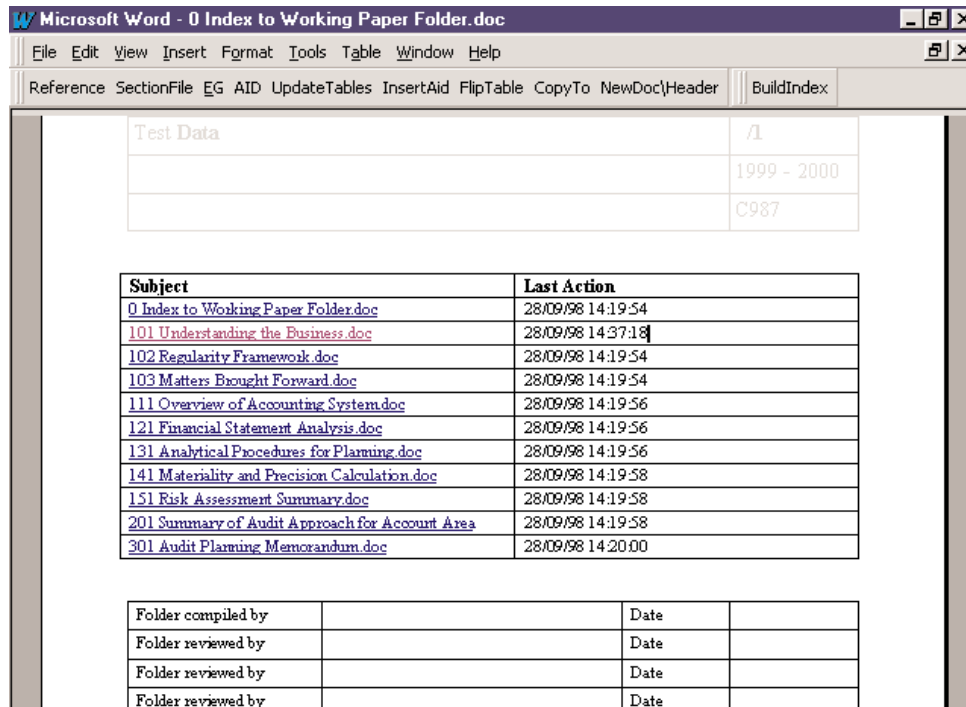 Microsoft Word - 0 Index to Working Paper Folder.doc
File Edit View Insert Format Tools Table Window Help
Reference SectionFile EG AID UpdateTables InsertAid FlipTable CopyTo NewDoc\Header BuildIndex
Test Data /1
1999 - 2000
C987
Subject Last Action
0 Index to Working Paper Folder.doc 28/09/98 14:19:54
101 Understanding the Business.doc 28/09/98 14:37:18
102 Regularity Framework.doc 28/09/98 14:19:54
103 Matters Brought Forward.doc 28/09/98 14:19:54
111 Overview of Accounting System.doc 28/09/98 14:19:56
121 Financial Statement Analysis.doc 28/09/98 14:19:56
131 Analytical Procedures for Planning.doc 28/09/98 14:19:56
141 Materiality and Precision Calculation.doc 28/09/98 14:19:58
151 Risk Assessment Summary.doc 28/09/98 14:19:58
201 Summary of Audit Approach for Account Area 28/09/98 14:19:58
301 Audit Planning Memorandum.doc 28/09/98 14:20:00
Folder compiled by Date
Folder reviewed by Date
Folder reviewed by Date
Folder reviewed by Date